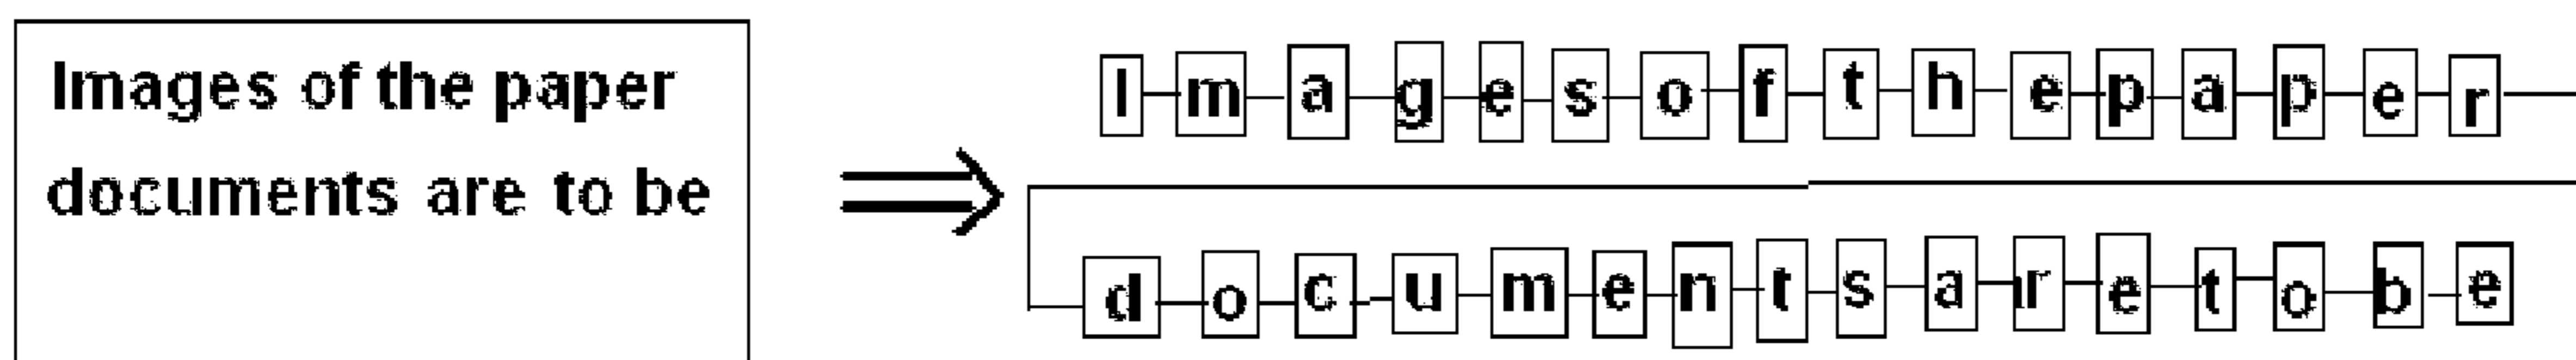 Images of the paper
documents are to be
I m a g e s o f t h e p a p e r
d o c u m e n t s a r e t o b e